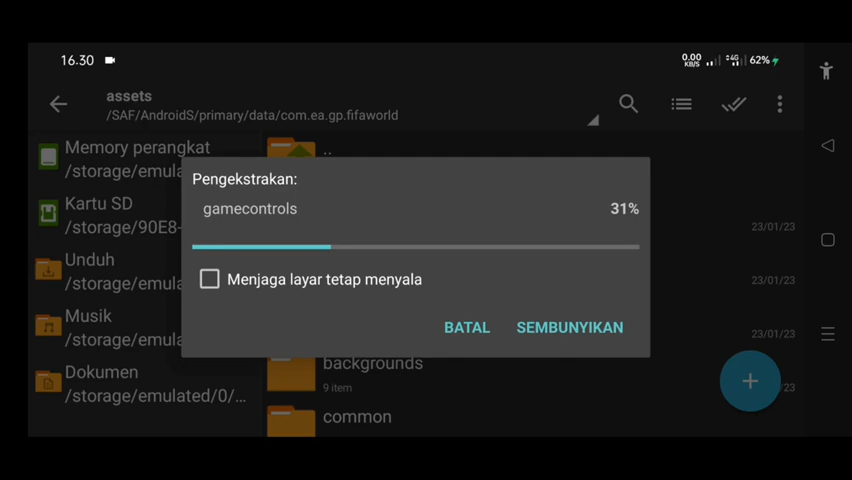 16.30
0.00 KB/S
4G
62%
assets
/SAF/AndroidS/primary/data/com.ea.gp.fifaworld
Memory perangkat
/storage/emula
Kartu SD
/storage/90E8-
Unduh
/storage/emula
Musik
/storage/emula
Dokumen
/storage/emulated/0/...
..
Pengekstrakan:
gamecontrols
31%
Menjaga layar tetap menyala
BATAL
SEMBUNYIKAN
23/01/23
23/01/23
23/01/23
backgrounds
9 item
23
common